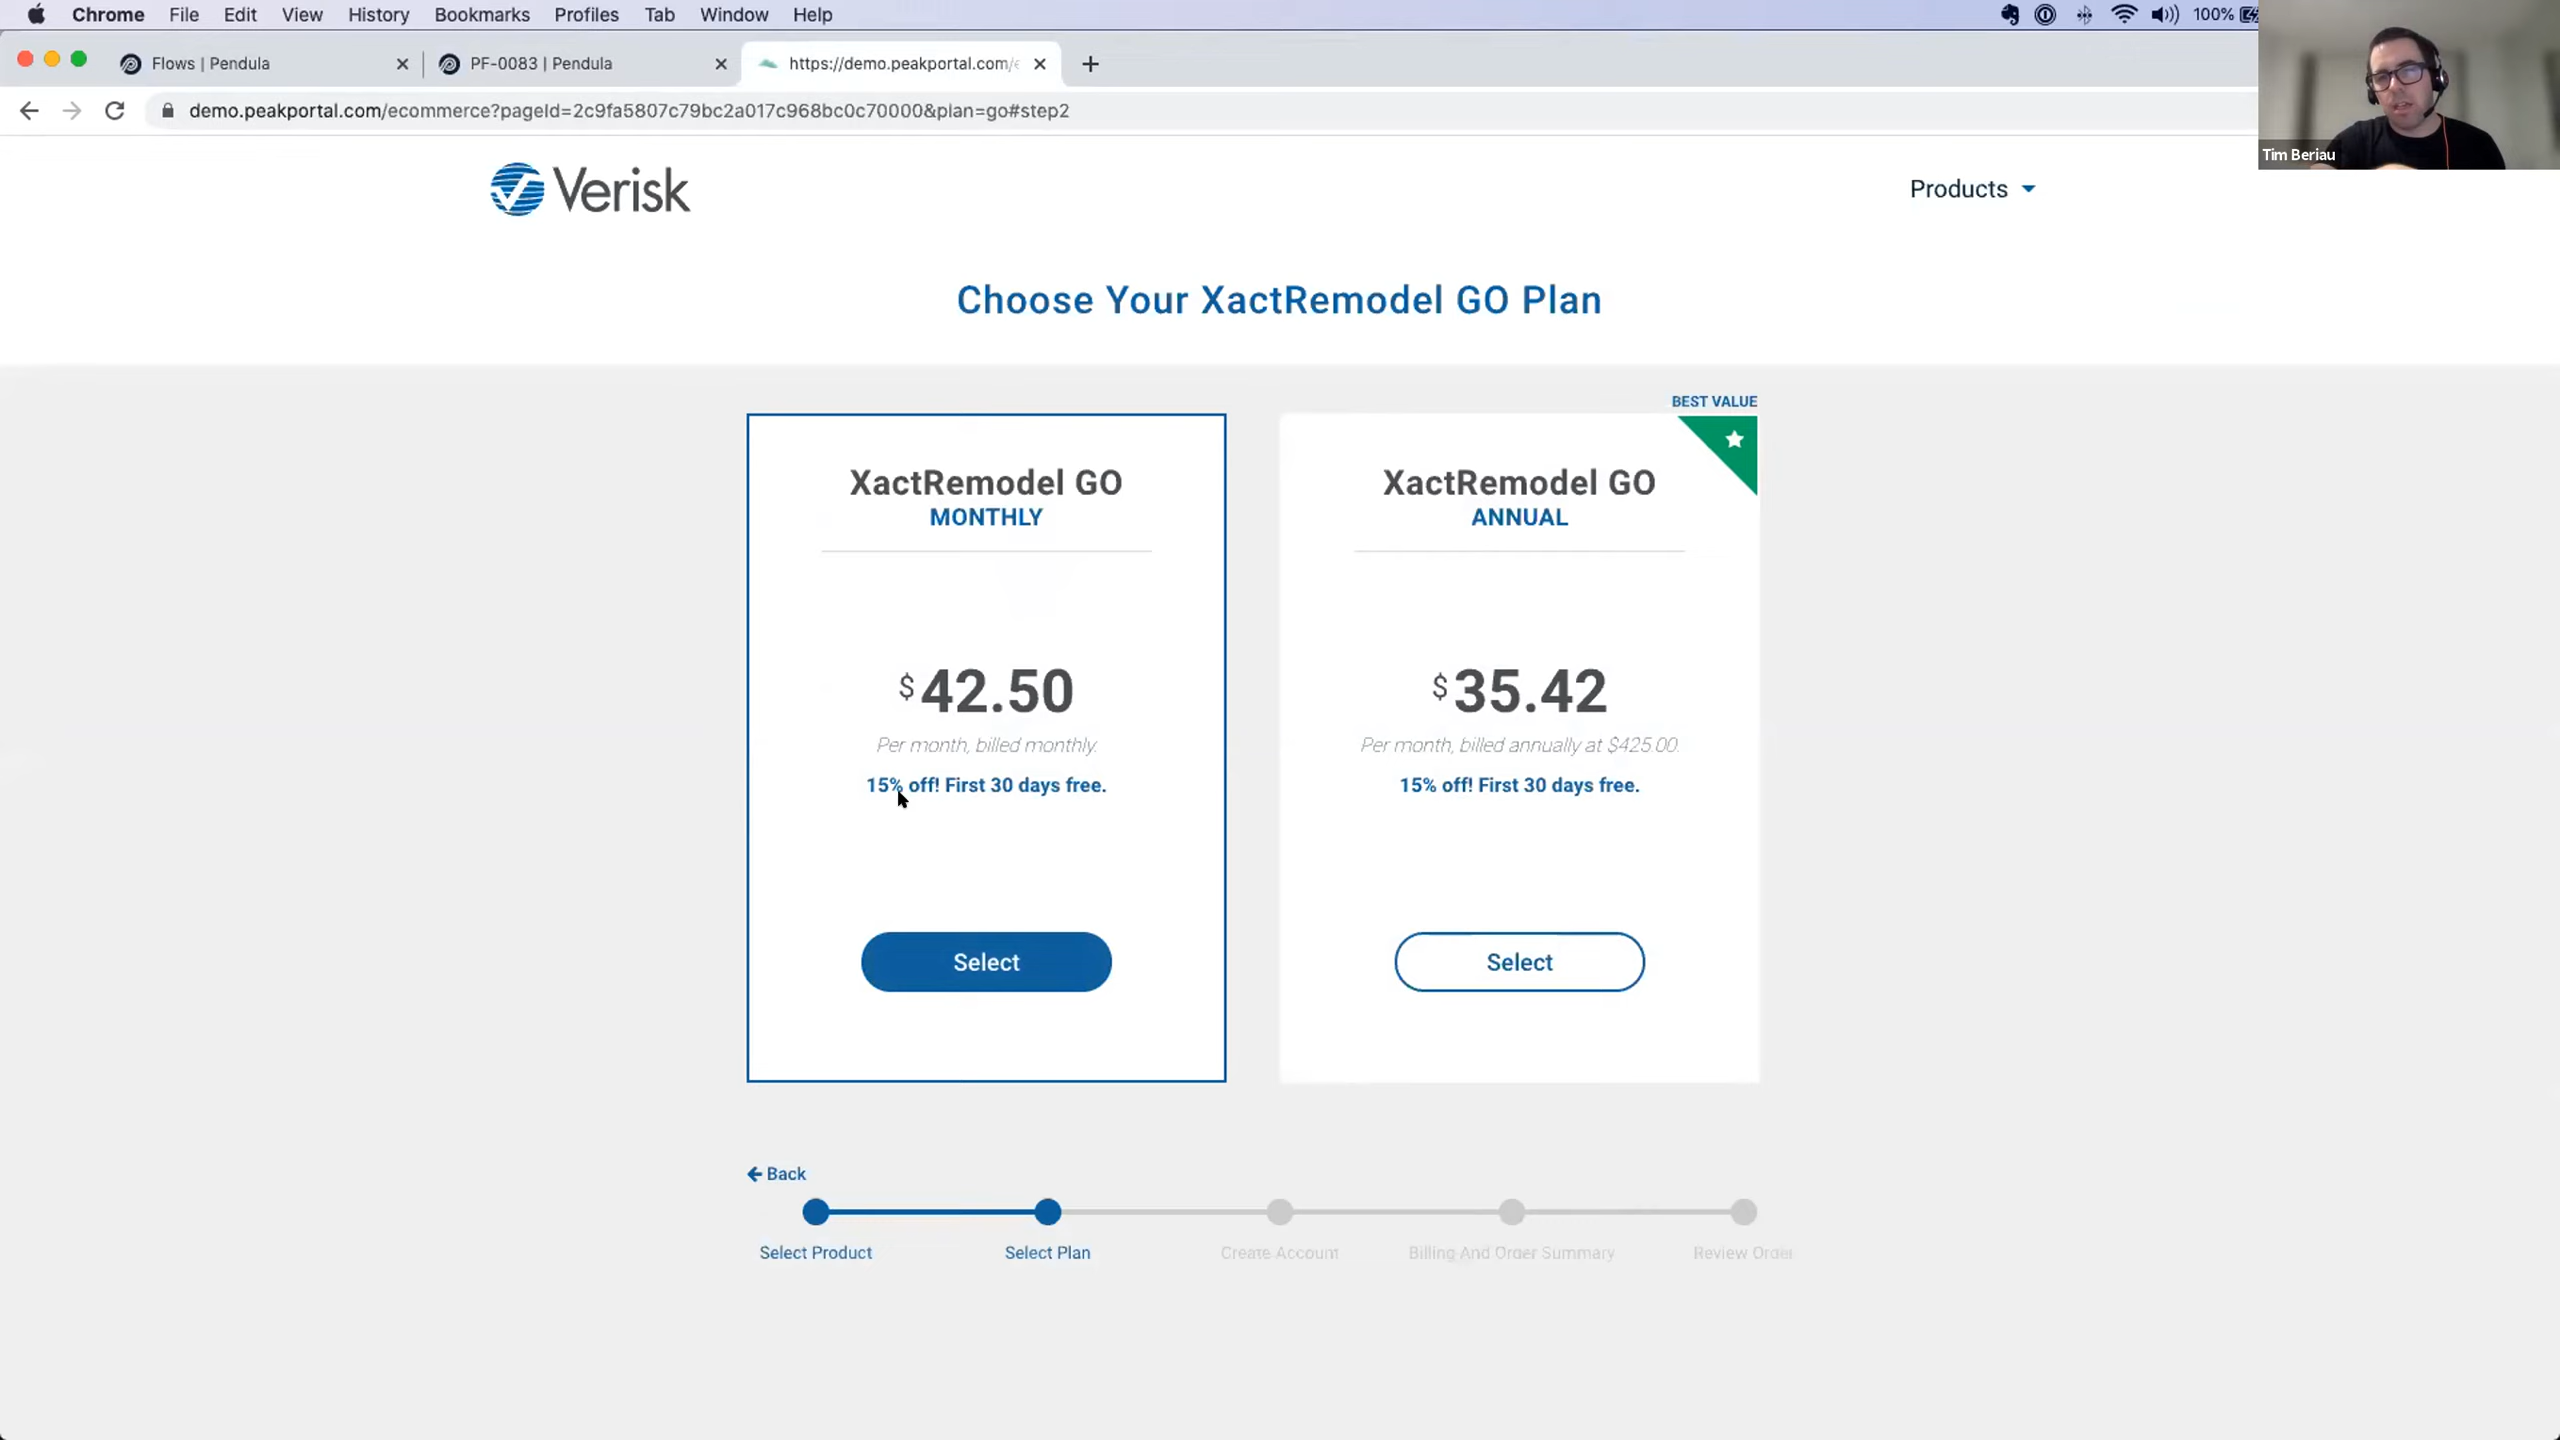 Chrome File Edit View History Bookmarks Profiles Tab Window Help 100%
Flows | Pendula
PF-0083 | Pendula
https://demo.peakportal.com/e
demo.peakportal.com/ecommerce?pageId=2c9fa5807c79bc2a017c968bc0c70000&plan=go#step2
Tim Beriau
Verisk
Products
Choose Your XactRemodel GO Plan
XactRemodel GO
MONTHLY
$42.50
Per month, billed monthly.
15% off! First 30 days free.
Select
BEST VALUE
XactRemodel GO
ANNUAL
$35.42
Per month, billed annually at $425.00.
15% off! First 30 days free.
Select
Back
Select Product
Select Plan
Create Account
Billing And Order Summary
Review Order